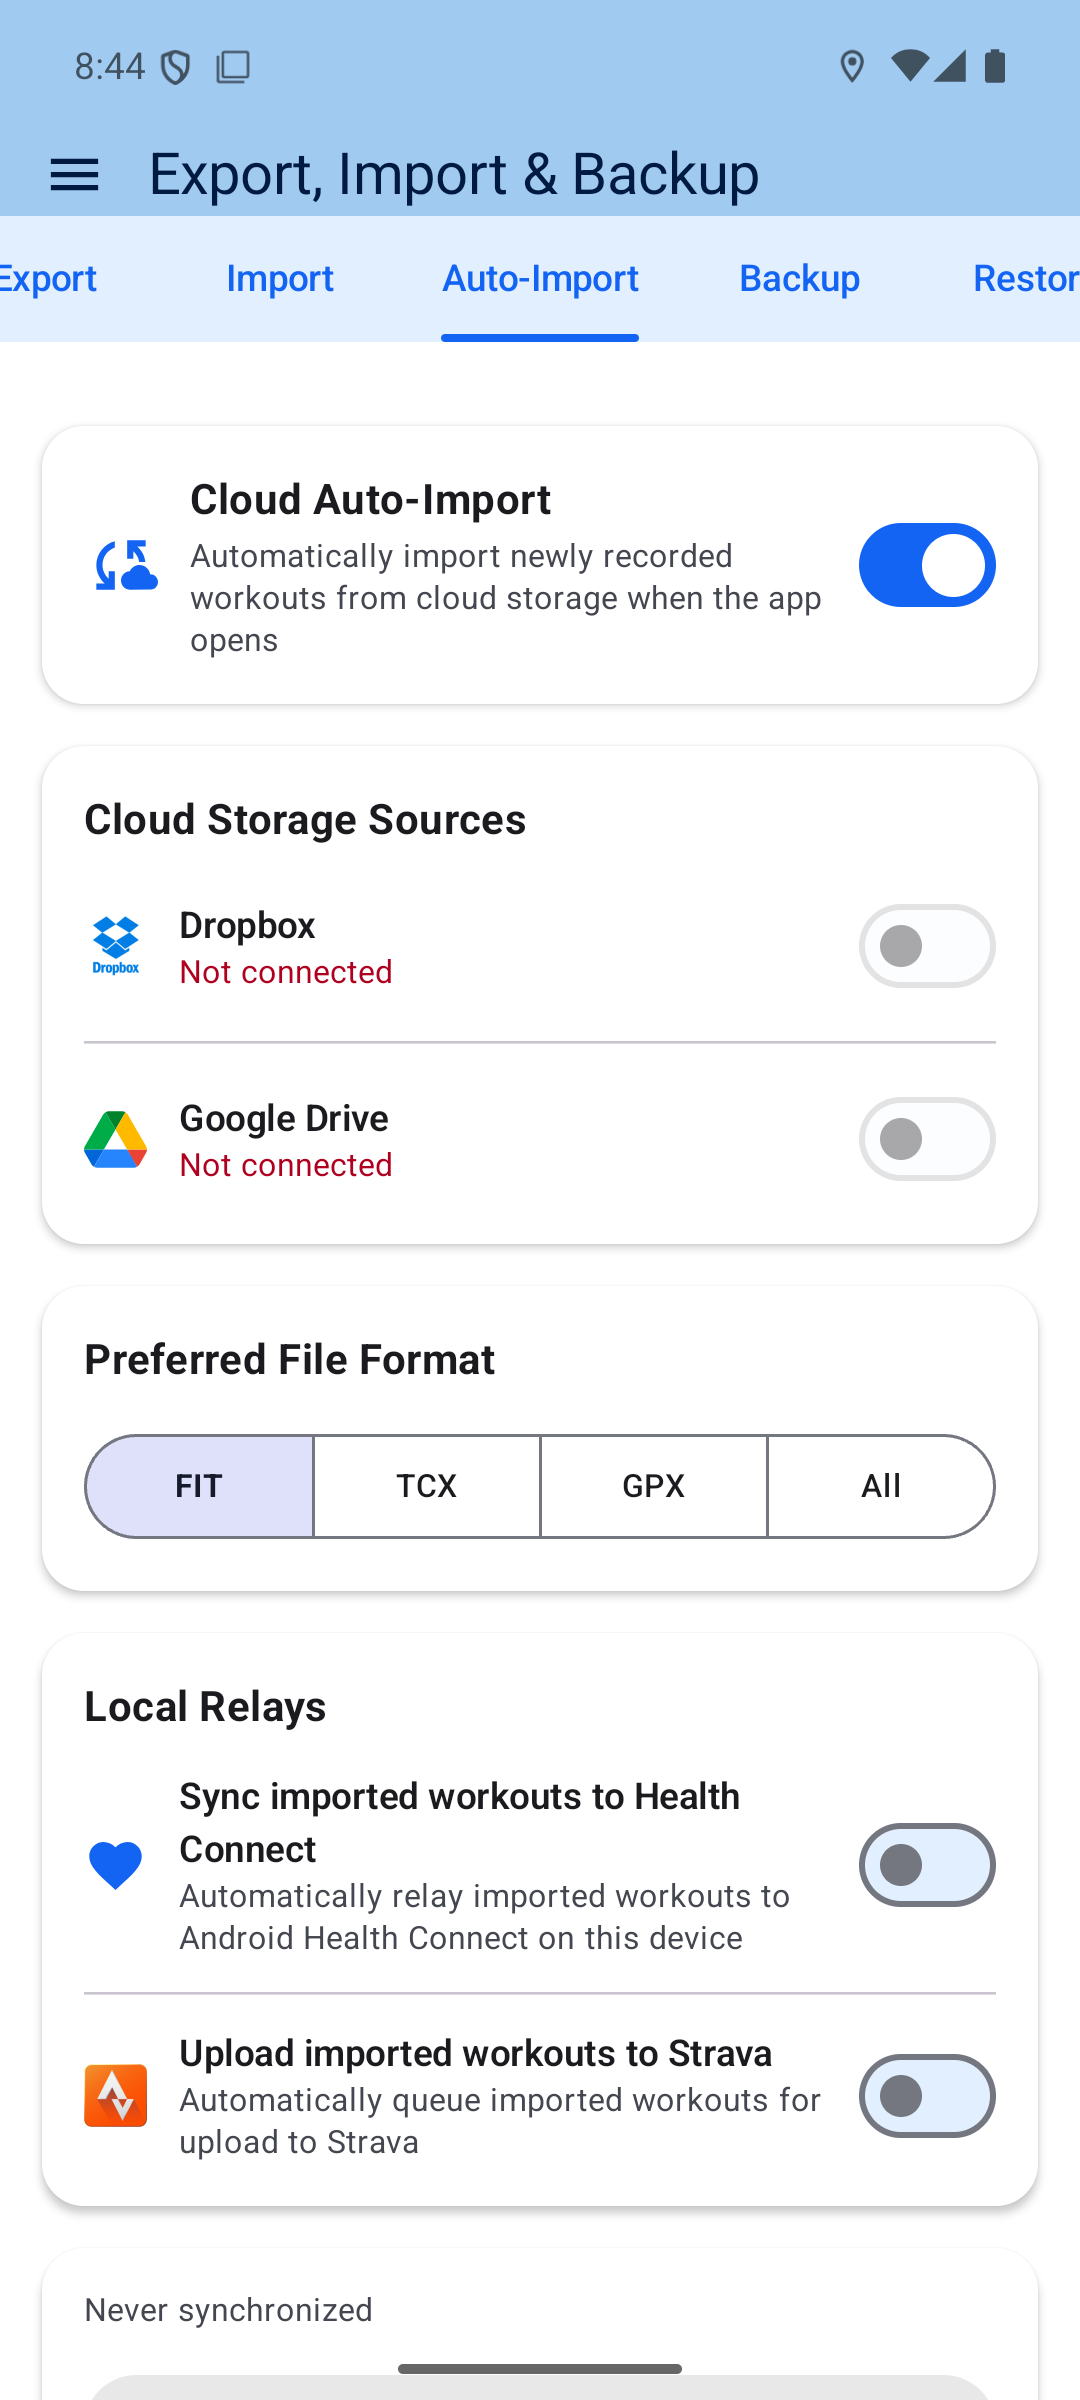 8:44
Export, Import & Backup
Export
Import
Auto-Import
Backup
Restor
Cloud Auto-Import
Automatically import newly recorded
workouts from cloud storage when the app
opens
Cloud Storage Sources
Dropbox
Dropbox
Not connected
Google Drive
Not connected
Preferred File Format
FIT
TCX
GPX
All
Local Relays
Sync imported workouts to Health
Connect
Automatically relay imported workouts to
Android Health Connect on this device
Upload imported workouts to Strava
Automatically queue imported workouts for
upload to Strava
Never synchronized